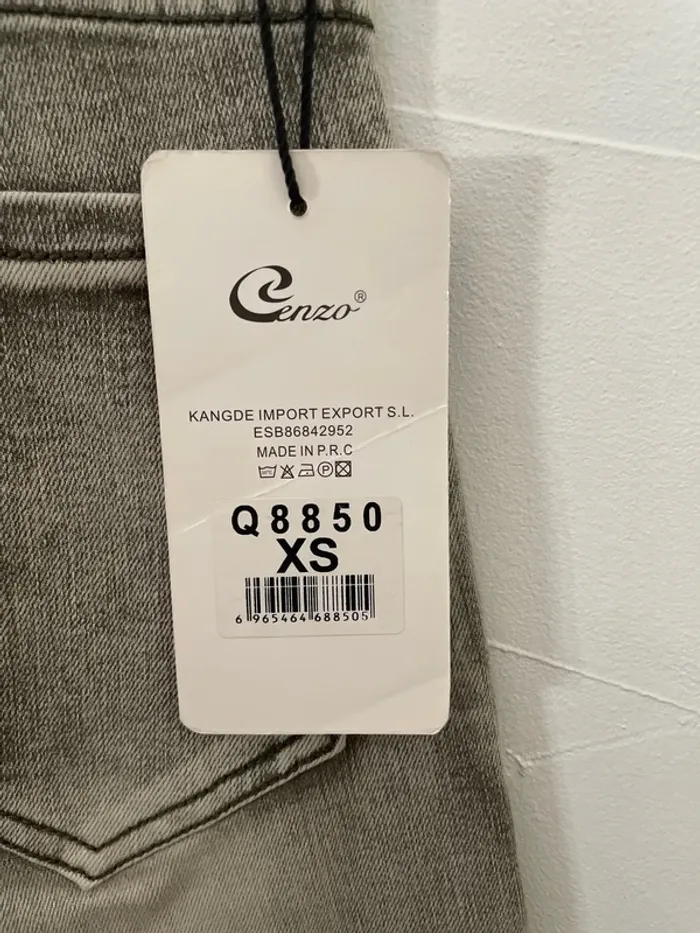 Cenzo®
KANGDE IMPORT EXPORT S.L.
ESB86842952
MADE IN P.R.C
P
Q8850
XS
6 965464 688505